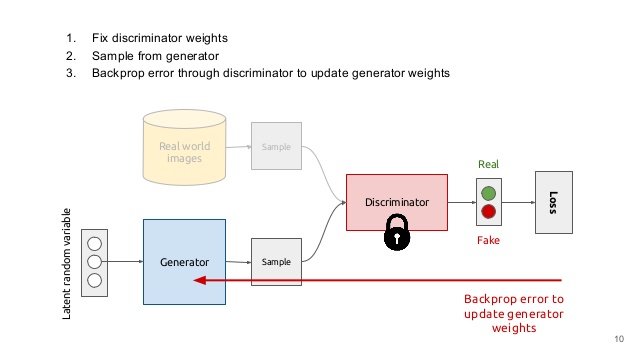 1. Fix discriminator weights
2. Sample from generator
3. Backprop error through discriminator to update generator weights
Real world
images
Sample
Real
Discriminator
Loss
Fake
Latent random variable
Generator
Sample
Backprop error to
update generator
weights
10